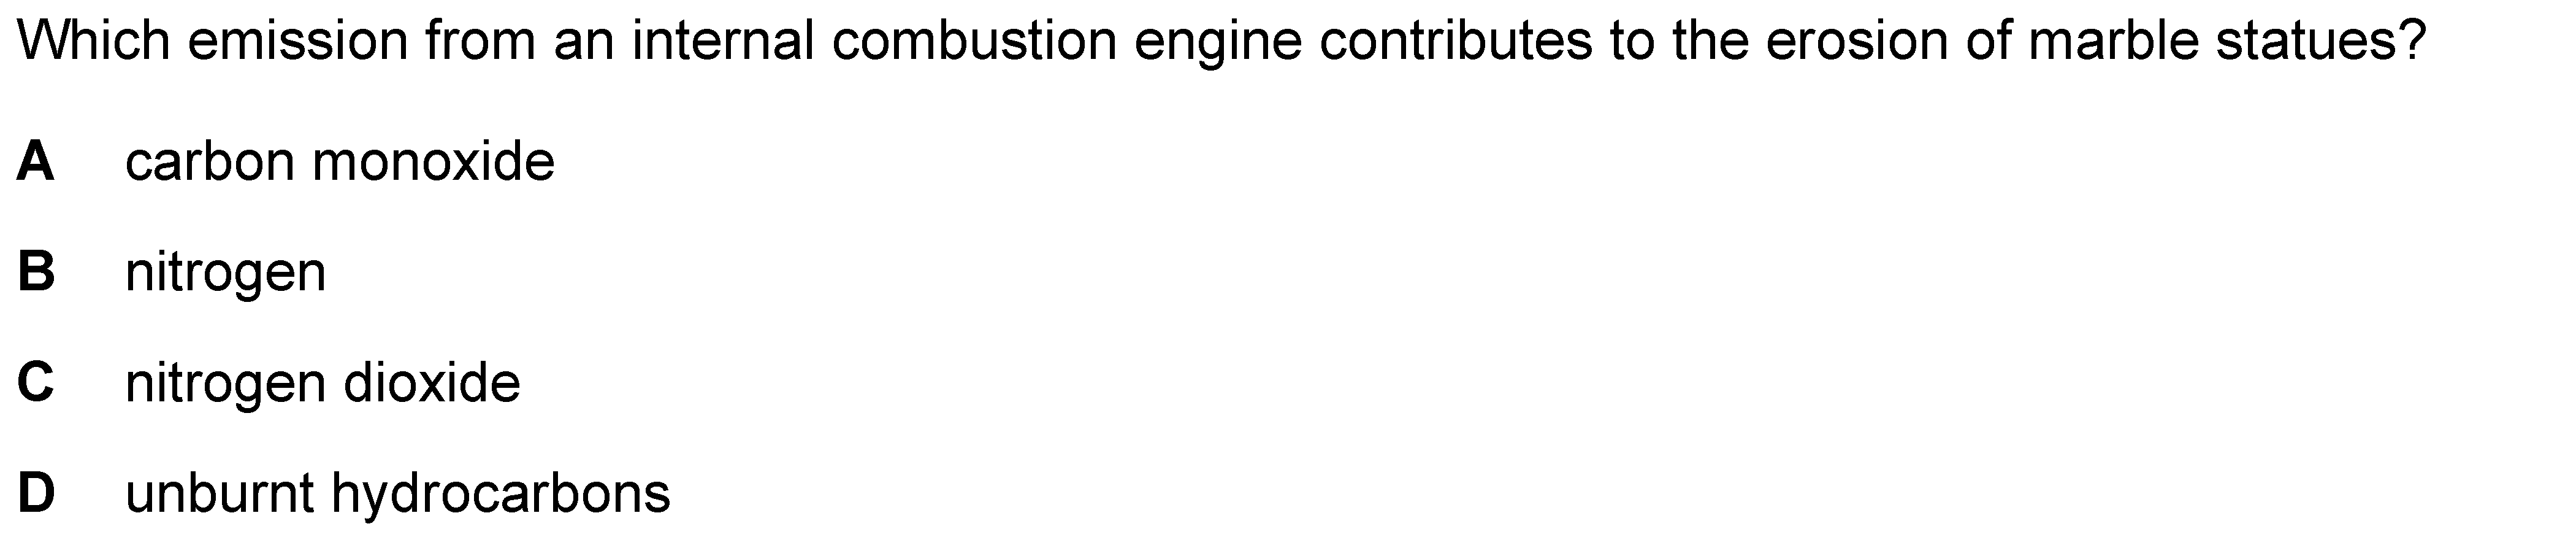 Which emission from an internal combustion engine contributes to the erosion of marble statues?
A carbon monoxide
B nitrogen
C nitrogen dioxide
D unburnt hydrocarbons